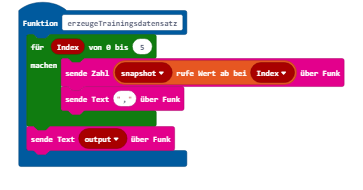 Funktion erzeugeTrainingsdatensatz
für Index von 0 bis 5
machen
sende Zahl snapshot rufe Wert ab bei Index über Funk
sende Text "," über Funk
sende Text output über Funk